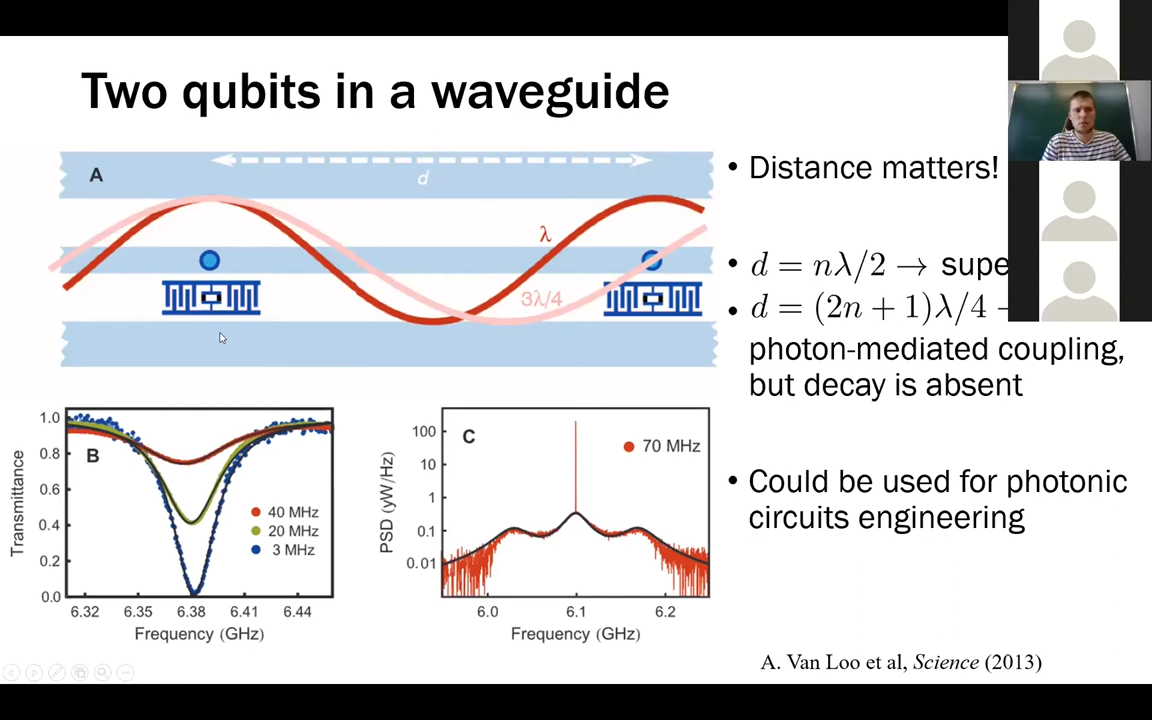 Two qubits in a waveguide
A
d
λ
3λ/4
• Distance matters!
• d = nλ/2 →
• d = (2n + 1)λ/4
photon-mediated coupling,
but decay is absent
• Could be used for photonic
circuits engineering
B
Transmittance
1.0
0.8
0.6
0.4
0.2
0.0
40 MHz
20 MHz
3 MHz
6.32 6.35 6.38 6.41 6.44
Frequency (GHz)
C
PSD (yW/Hz)
100
10
1
0.1
0.01
70 MHz
6.0 6.1 6.2
Frequency (GHz)
A. Van Loo et al, Science (2013)